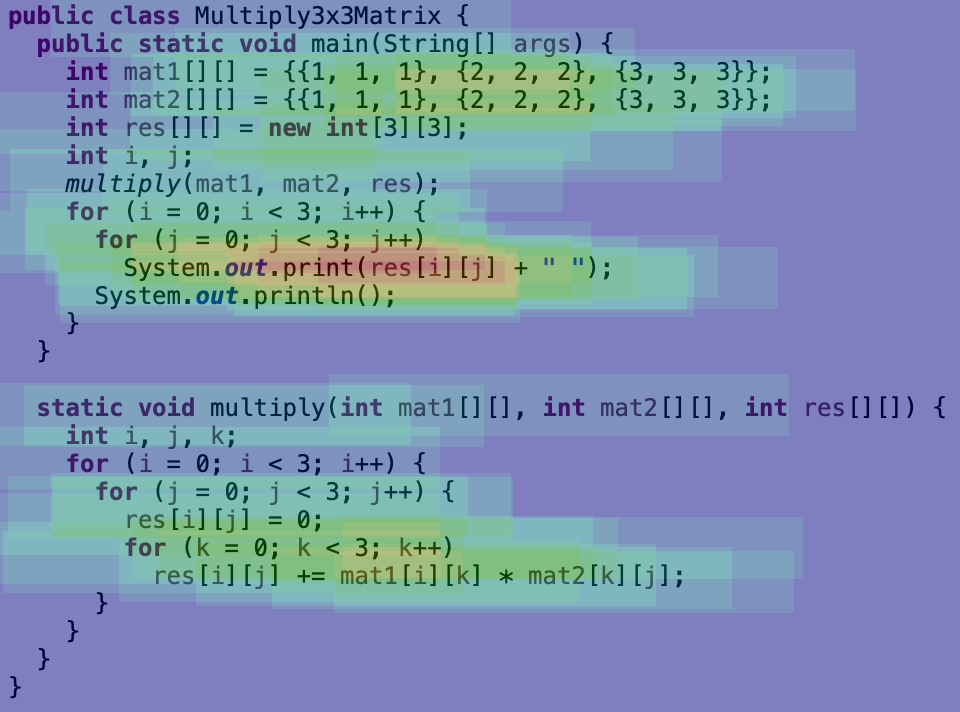 public class Multiply3x3Matrix {
  public static void main(String[] args) {
    int mat1[][] = {{1, 1, 1}, {2, 2, 2}, {3, 3, 3}};
    int mat2[][] = {{1, 1, 1}, {2, 2, 2}, {3, 3, 3}};
    int res[][] = new int[3][3];
    int i, j;
    multiply(mat1, mat2, res);
    for (i = 0; i < 3; i++) {
      for (j = 0; j < 3; j++)
        System.out.print(res[i][j] + " ");
      System.out.println();
    }
  }

  static void multiply(int mat1[][], int mat2[][], int res[][]) {
    int i, j, k;
    for (i = 0; i < 3; i++) {
      for (j = 0; j < 3; j++) {
        res[i][j] = 0;
        for (k = 0; k < 3; k++)
          res[i][j] += mat1[i][k] * mat2[k][j];
      }
    }
  }
}